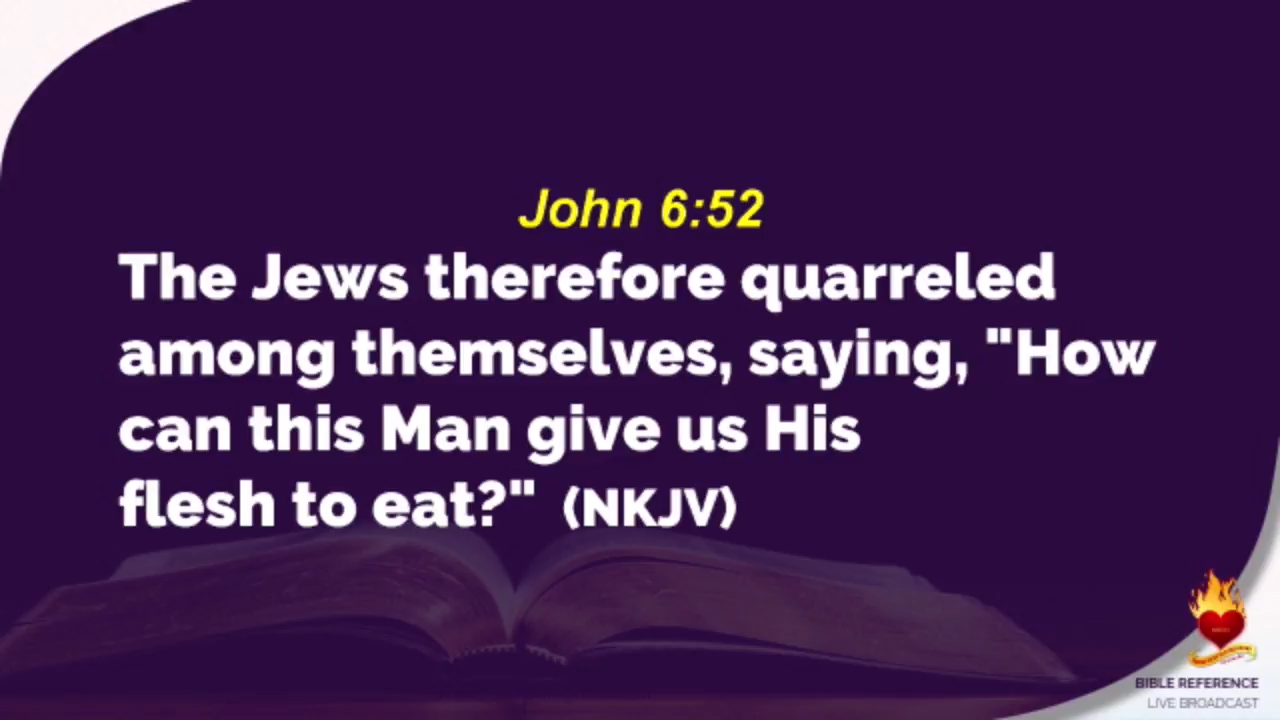 John 6:52
The Jews therefore quarreled
among themselves, saying, "How
can this Man give us His
flesh to eat?" (NKJV)
BIBLE REFERENCE
LIVE BROADCAST